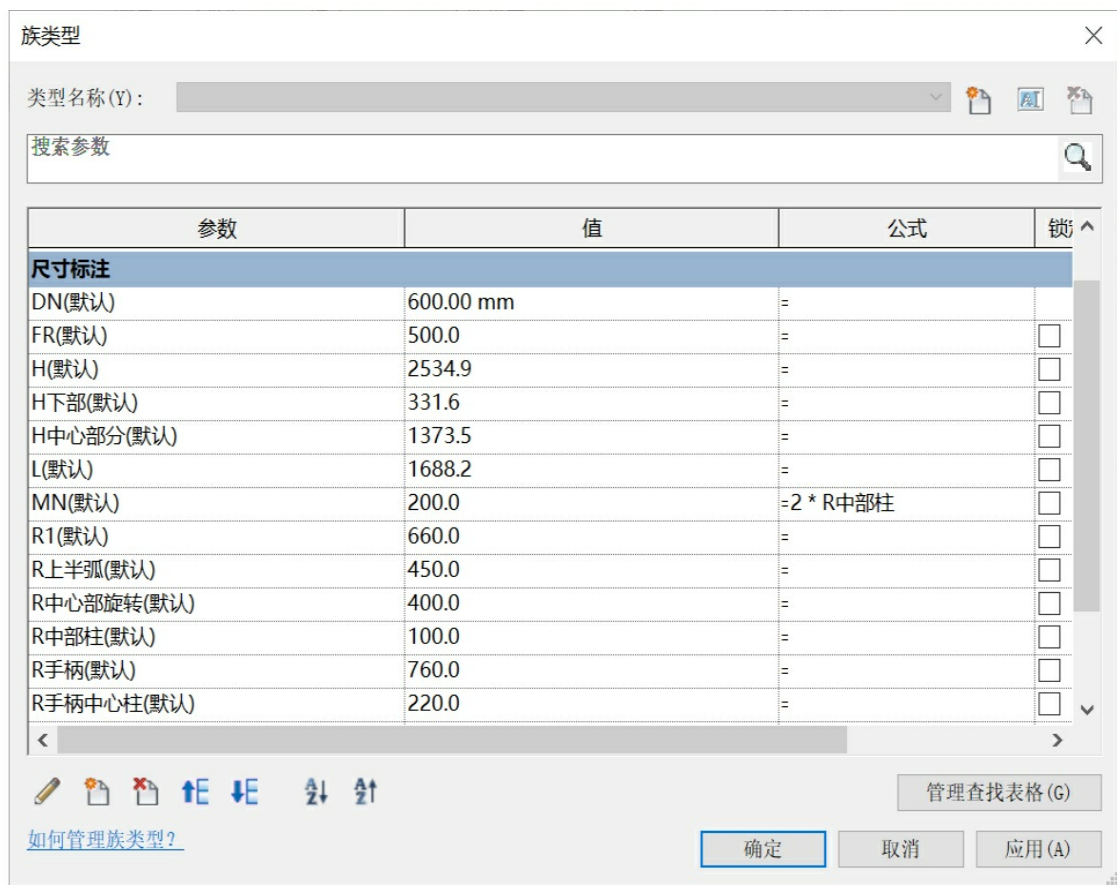 族类型
类型名称(Y):
搜索参数
参数 值 公式 锁定
尺寸标注
DN(默认) 600.00 mm =
FR(默认) 500.0 =
H(默认) 2534.9 =
H下部(默认) 331.6 =
H中心部分(默认) 1373.5 =
L(默认) 1688.2 =
MN(默认) 200.0 =2 * R中部柱
R1(默认) 660.0 =
R上半弧(默认) 450.0 =
R中心部旋转(默认) 400.0 =
R中部柱(默认) 100.0 =
R手柄(默认) 760.0 =
R手柄中心柱(默认) 220.0 =
管理查找表格(G)
如何管理族类型?
确定 取消 应用(A)